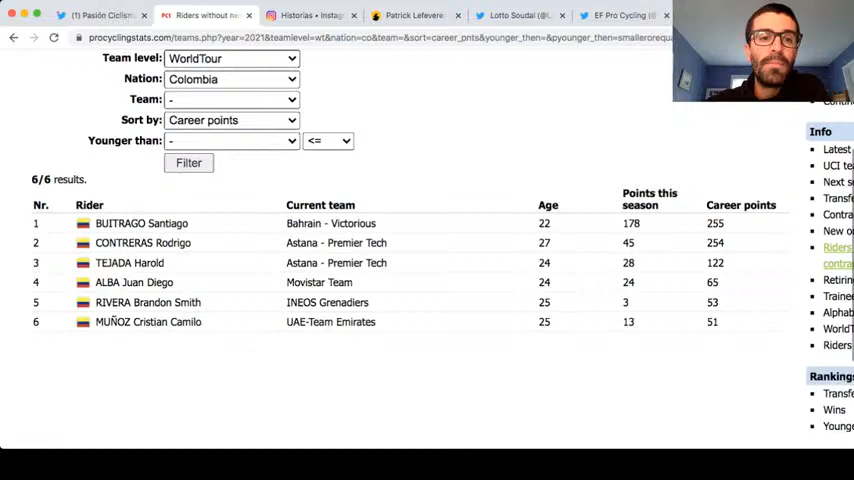 (1) Pasión Ciclism
PCS Riders without ne
Historias • Instag
Patrick Lefevere
Lotto Soudal (@L
EF Pro Cycling (@
procyclingstats.com/teams.php?year=2021&teamlevel=wt&nation=co&team=&sort=career_pnts&younger_then=&pyounger_then=smallerorequa
Team level: WorldTour
Nation: Colombia
Team: -
Sort by: Career points
Younger than: - <=
Filter
6/6 results.
Nr. Rider Current team Age Points this season Career points
1 BUITRAGO Santiago Bahrain - Victorious 22 178 255
2 CONTRERAS Rodrigo Astana - Premier Tech 27 45 254
3 TEJADA Harold Astana - Premier Tech 24 28 122
4 ALBA Juan Diego Movistar Team 24 24 65
5 RIVERA Brandon Smith INEOS Grenadiers 25 3 53
6 MUÑOZ Cristian Camilo UAE-Team Emirates 25 13 51
Info
Latest
UCI te
Next s
Transfe
Contra
New o
Riders
contra
Retirin
Trainee
Alphab
WorldT
Riders
Rankings
Transfe
Wins
Younge